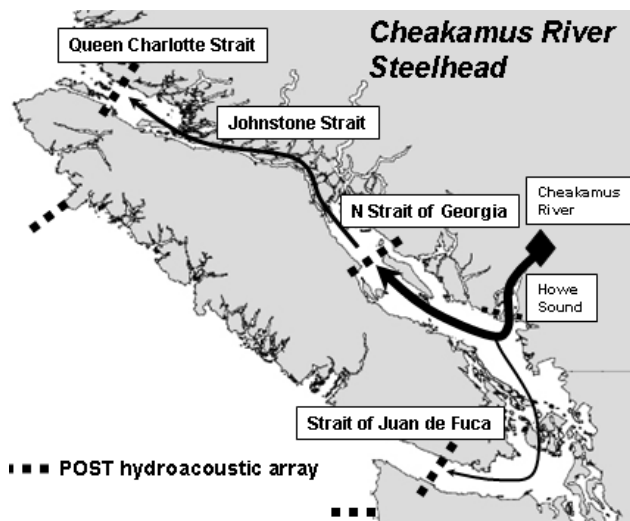 Queen Charlotte Strait
Cheakamus River
Steelhead
Johnstone Strait
N Strait of Georgia
Cheakamus
River
Howe
Sound
Strait of Juan de Fuca
POST hydroacoustic array